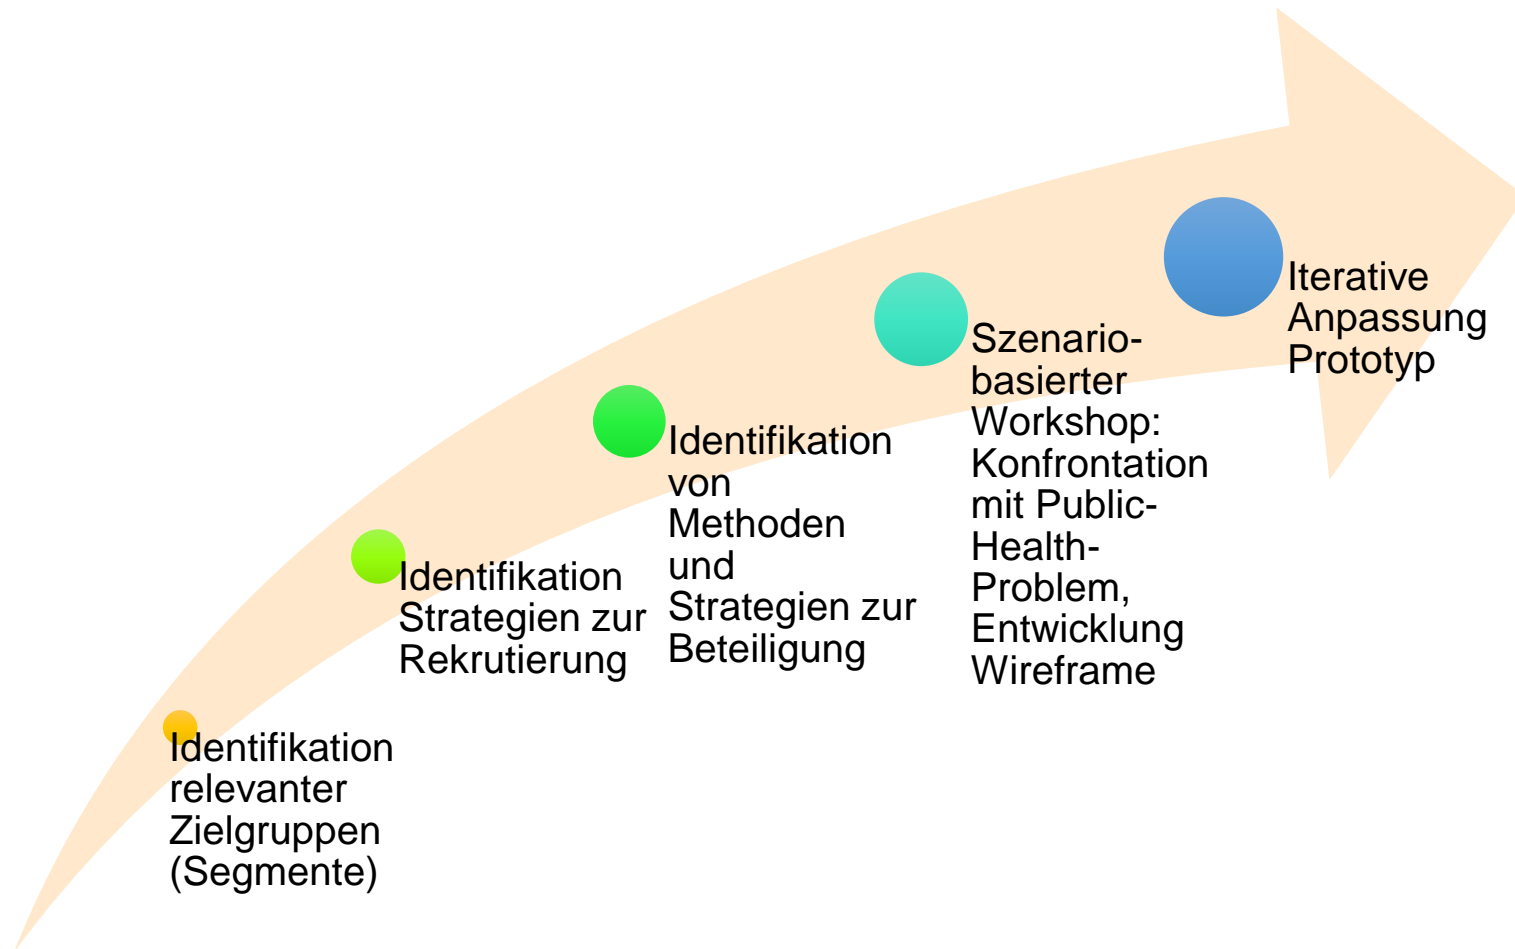 Identifikation
relevanter
Zielgruppen
(Segmente)
Identifikation
Strategien zur
Rekrutierung
Identifikation
von
Methoden
und
Strategien zur
Beteiligung
Szenario-
basierter
Workshop:
Konfrontation
mit Public-
Health-
Problem,
Entwicklung
Wireframe
Iterative
Anpassung
Prototyp